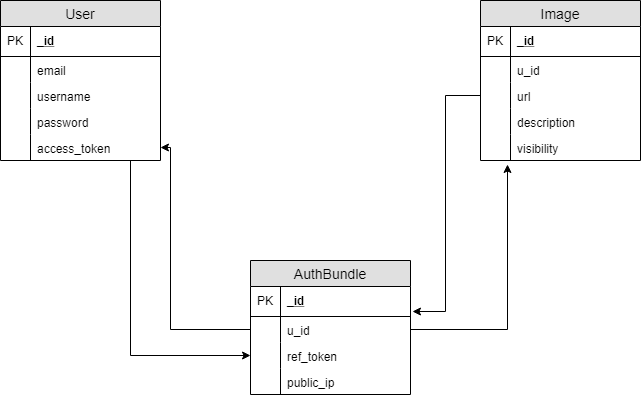 User
PK _id
email
username
password
access_token
Image
PK _id
u_id
url
description
visibility
AuthBundle
PK _id
u_id
ref_token
public_ip